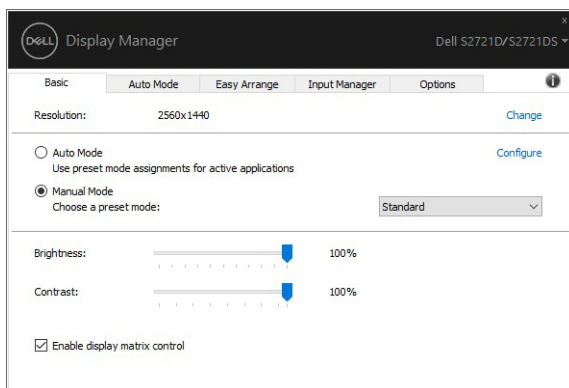 DELL Display Manager
Dell S2721D/S2721DS
Basic Auto Mode Easy Arrange Input Manager Options
Resolution: 2560x1440 Change
Auto Mode Configure
Use preset mode assignments for active applications
Manual Mode
Choose a preset mode: Standard
Brightness: 100%
Contrast: 100%
Enable display matrix control